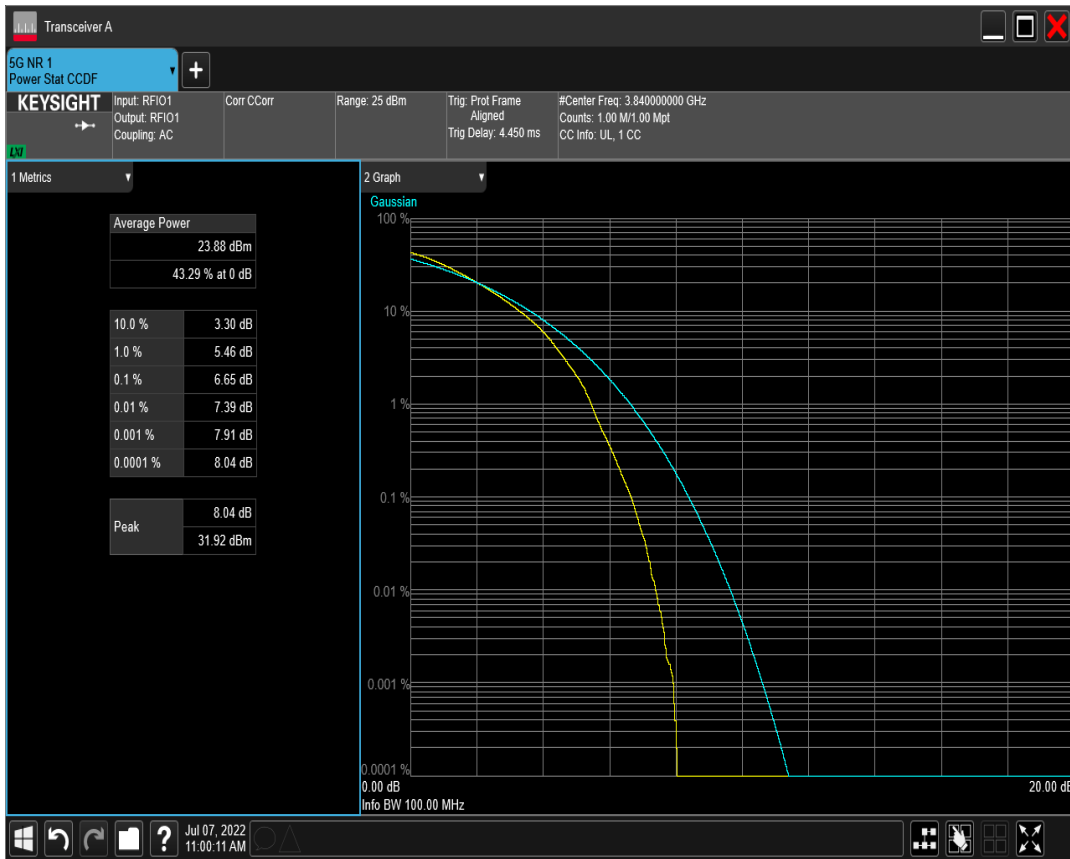 Transceiver A
5G NR 1
Power Stat CCDF
KEYSIGHT
LXI
Input: RFIO1
Output: RFIO1
Coupling: AC
Corr CCorr
Range: 25 dBm
Trig: Prot Frame
Aligned
Trig Delay: 4.450 ms
#Center Freq: 3.840000000 GHz
Counts: 1.00 M/1.00 Mpt
CC Info: UL, 1 CC
1 Metrics
Average Power
23.88 dBm
43.29 % at 0 dB
10.0 % 3.30 dB
1.0 % 5.46 dB
0.1 % 6.65 dB
0.01 % 7.39 dB
0.001 % 7.91 dB
0.0001 % 8.04 dB
Peak 8.04 dB
31.92 dBm
2 Graph
Gaussian
100 %
10 %
1 %
0.1 %
0.01 %
0.001 %
0.0001 %
0.00 dB 20.00 dB
Info BW 100.00 MHz
? Jul 07, 2022
11:00:11 AM